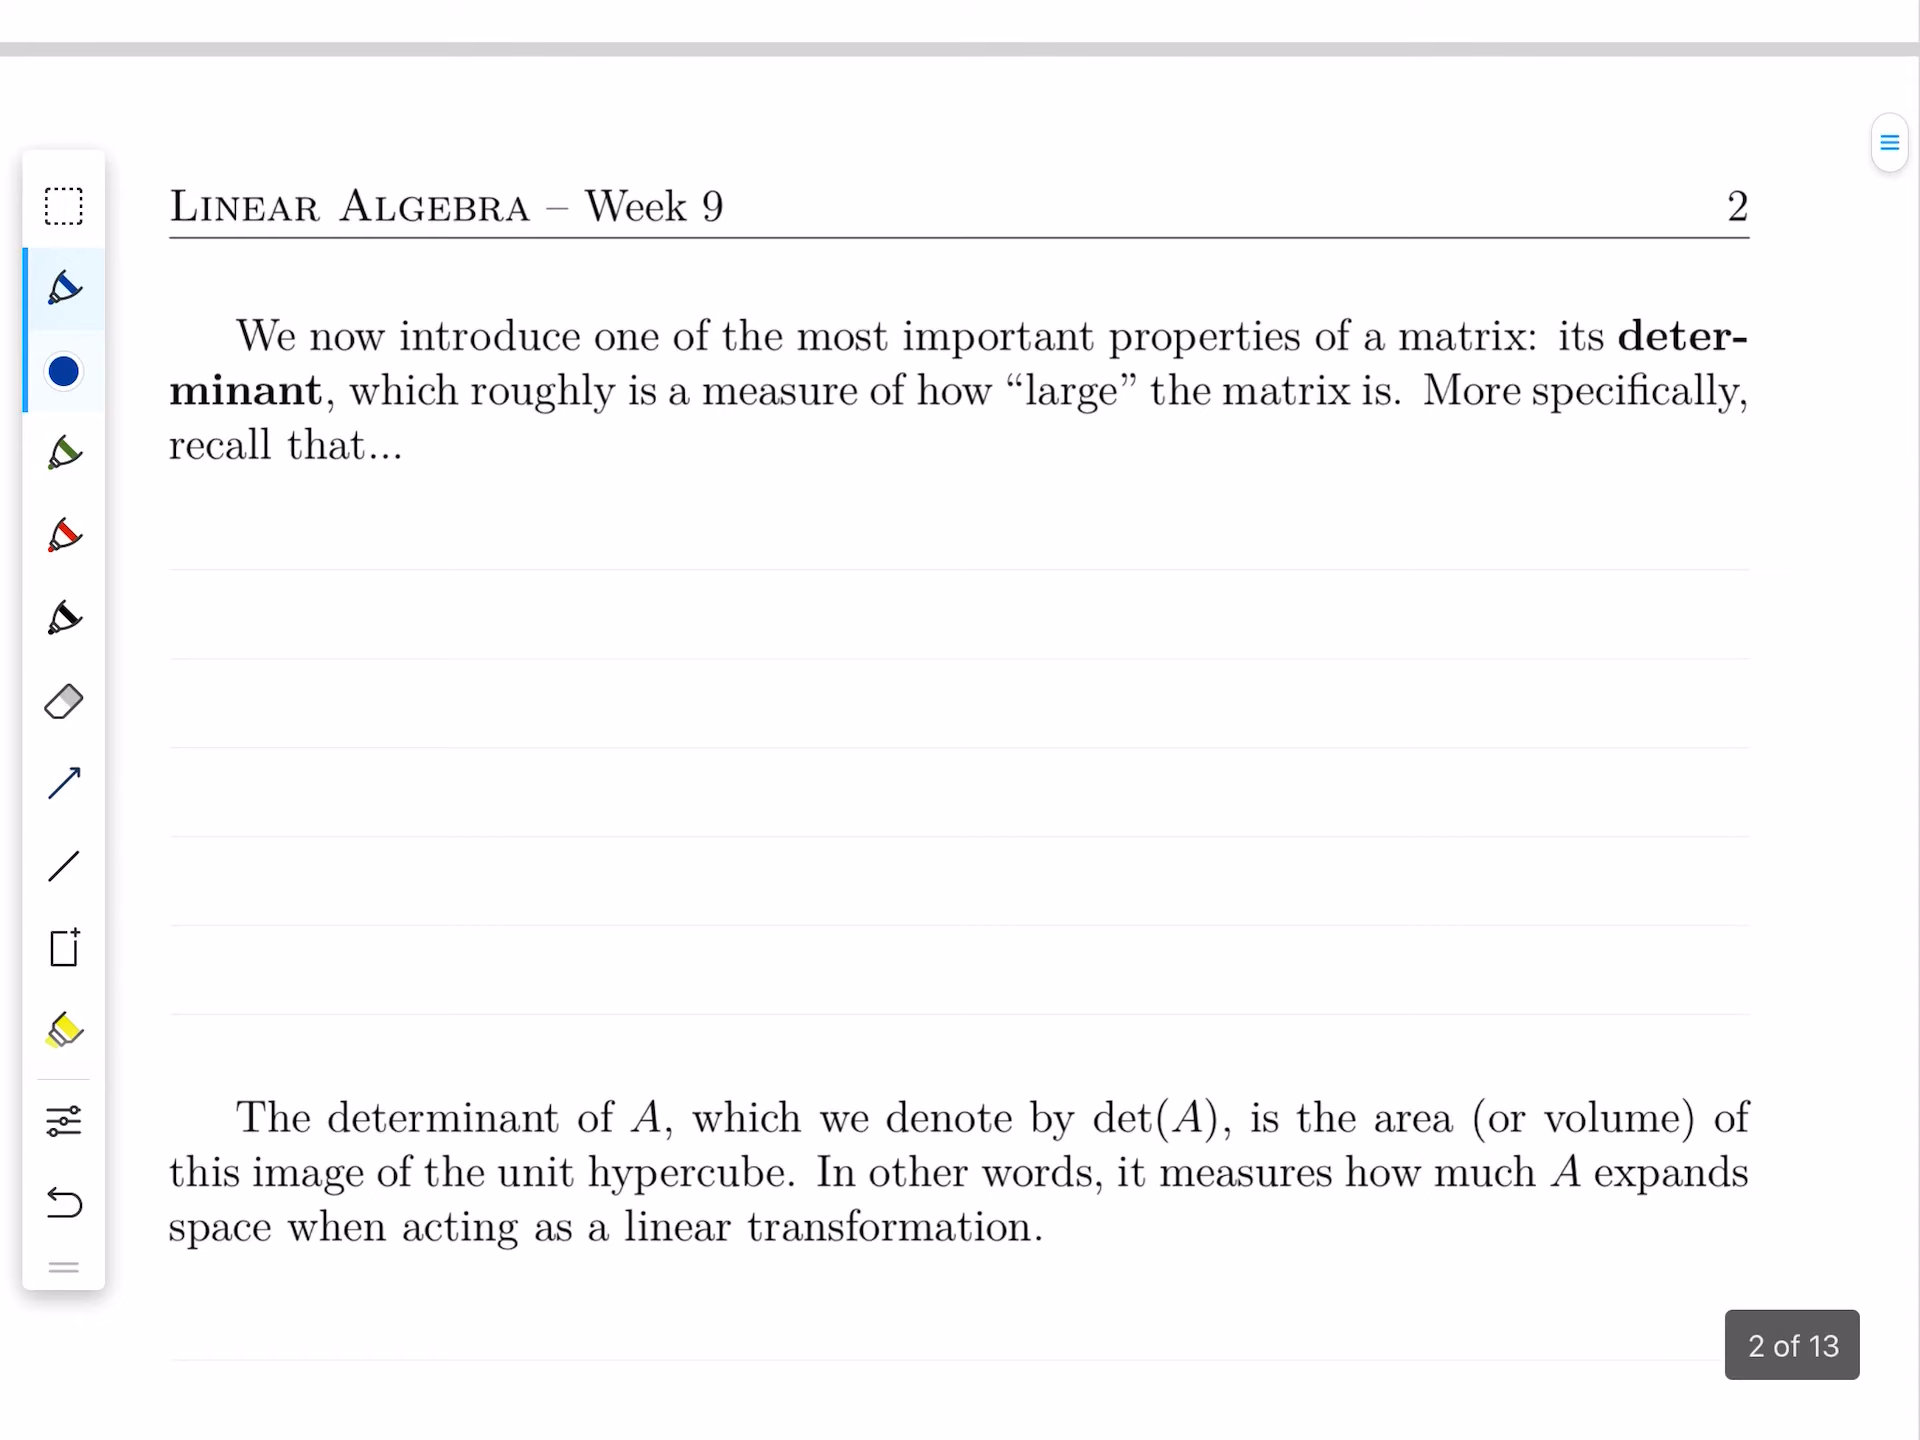 LINEAR ALGEBRA – Week 9 2
We now introduce one of the most important properties of a matrix: its deter-
minant, which roughly is a measure of how “large” the matrix is. More specifically,
recall that...
The determinant of A, which we denote by det(A), is the area (or volume) of
this image of the unit hypercube. In other words, it measures how much A expands
space when acting as a linear transformation.
2 of 13